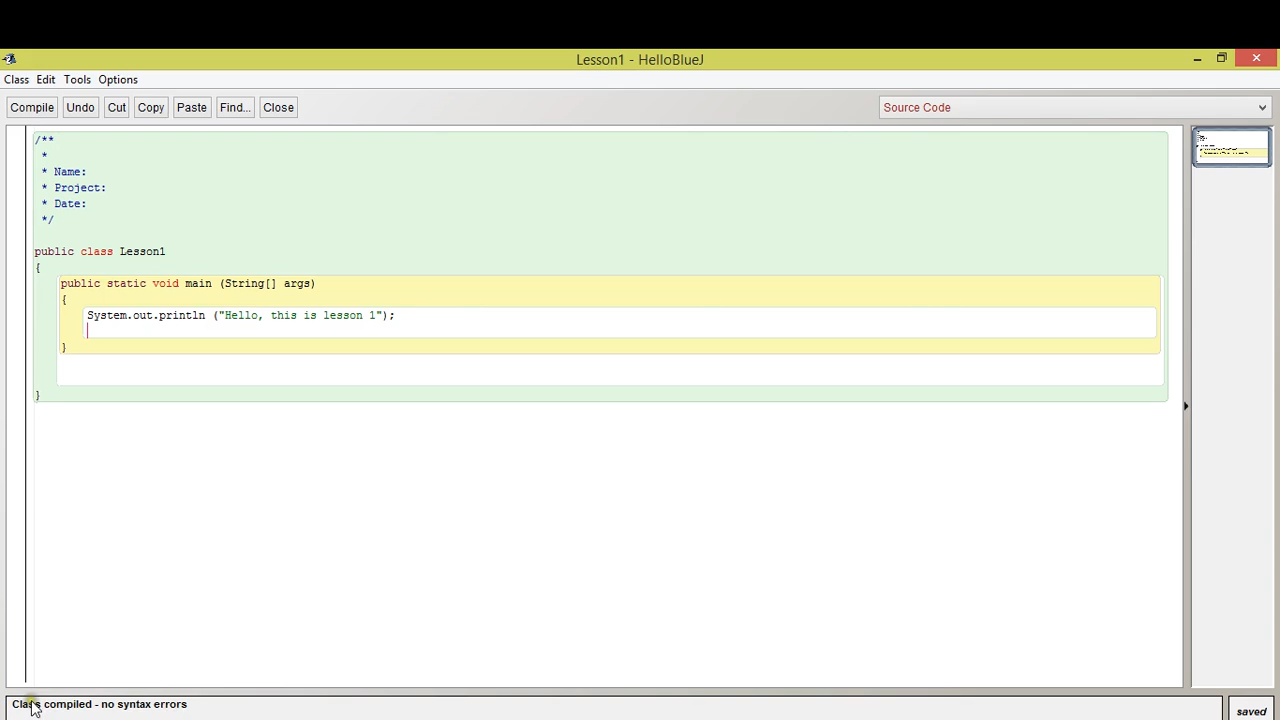 Lesson1 - HelloBlueJ
Class Edit Tools Options
Compile Undo Cut Copy Paste Find... Close Source Code
/**
*
* Name:
* Project:
* Date:
*/
public class Lesson1
{
public static void main (String[] args)
{
System.out.println ("Hello, this is lesson 1");
}
}
Class compiled - no syntax errors
saved